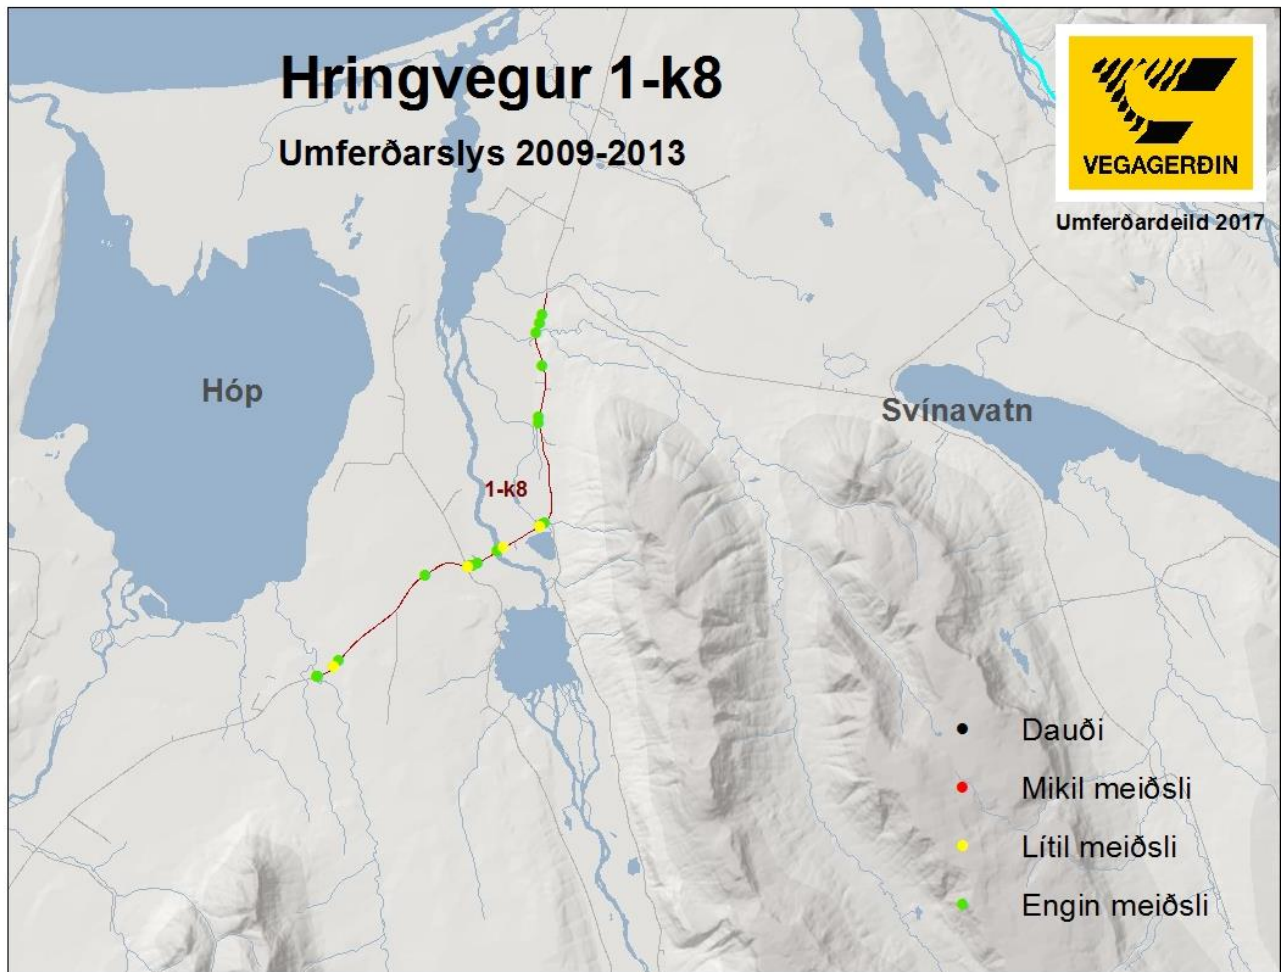 Hringvegur 1-k8
Umferðarslys 2009-2013
VEGAGERÐIN
Umferðardeild 2017
Hóp
Svínavatn
1-k8
Dauði
Mikil meiðsli
Lítil meiðsli
Engin meiðsli